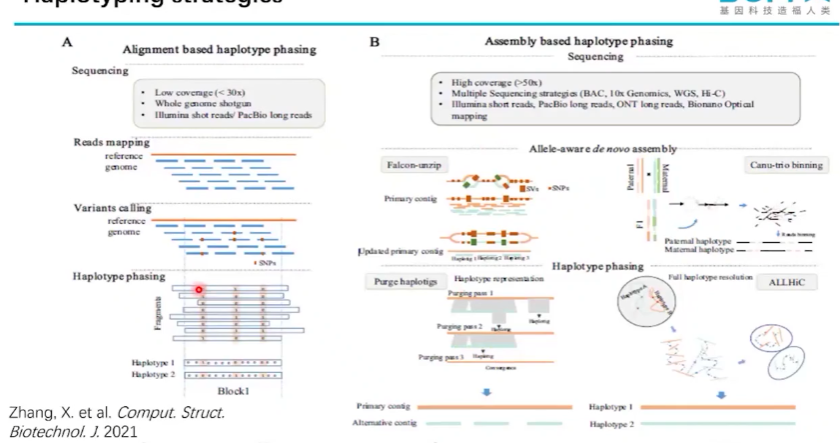 Haplotyping strategies
基因科技造福人类
A
Alignment based haplotype phasing
Sequencing
• Low coverage (< 30x)
• Whole genome shotgun
• Illumina shot reads/ PacBio long reads
Reads mapping
reference
genome
Variants calling
reference
genome
SNPs
Haplotype phasing
Fragments
Haplotype 1
Haplotype 2
Block1
B
Assembly based haplotype phasing
Sequencing
• High coverage (>50x)
• Multiple Sequencing strategies (BAC, 10x Genomics, WGS, Hi-C)
• Illumina short reads, PacBio long reads, ONT long reads, Bionano Optical
mapping
Allele-aware de novo assembly
Falcon-unzip
SVs •SNPs
Primary contig
Updated primary contig
Haplotig 1 Haplotig 2 Haplotig 3
Paternal
Maternal
F1
Canu-trio binning
Reads binning
Paternal haplotype
Maternal haplotype
Haplotype phasing
Purge haplotigs
Haplotype representation
Purging pass 1
Purging pass 2
Haplotig
Haplotig
Purging pass 3
Haplotig
Convergence
Full haplotype resolution
ALLHiC
Primary contig
Alternative contig
Haplotype 1
Haplotype 2
Zhang, X. et al. Comput. Struct.
Biotechnol. J. 2021